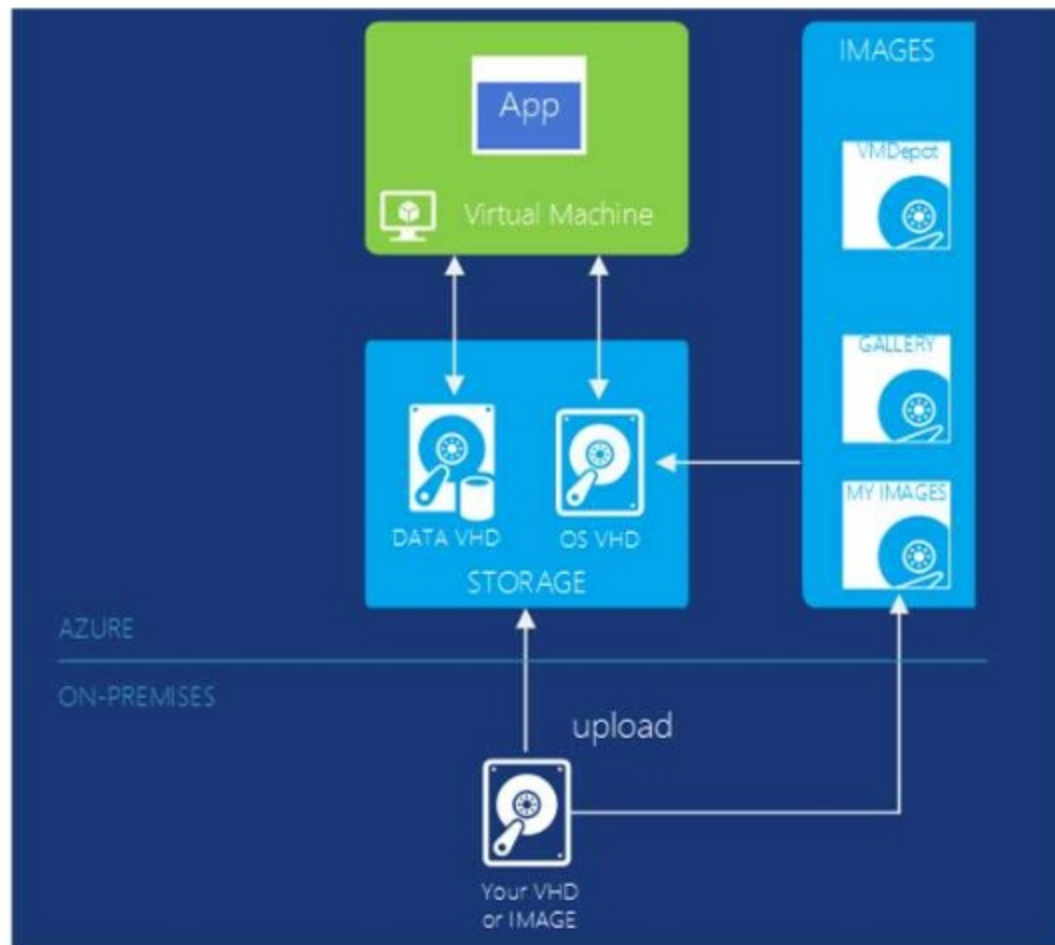 IMAGES
App
VMDepot
Virtual Machine
GALLERY
MY IMAGES
DATA VHD
OS VHD
STORAGE
AZURE
ON-PREMISES
upload
Your VHD
or IMAGE